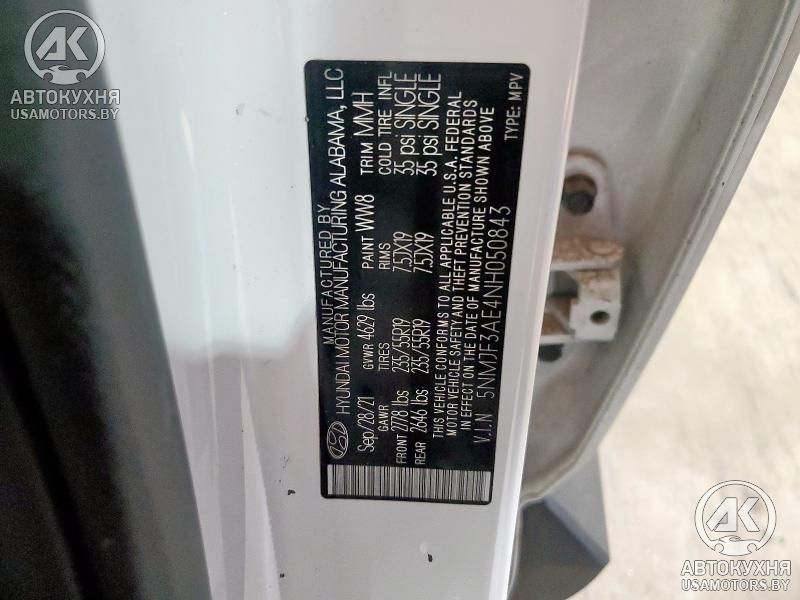 MANUFACTURED BY
HYUNDAI MOTOR MANUFACTURING ALABAMA, LLC
Sep/28/21 GVWR 4629 lbs PAINT WW8 TRIM MMH
GAWR TIRES RIMS COLD TIRE INFL
FRONT 2778 lbs 235/55R19 7.5JX19 35 psi SINGLE
REAR 2646 lbs 235/55R19 7.5JX19 35 psi SINGLE
THIS VEHICLE CONFORMS TO ALL APPLICABLE U.S.A. FEDERAL
MOTOR VEHICLE SAFETY AND THEFT PREVENTION STANDARDS
IN EFFECT ON THE DATE OF MANUFACTURE SHOWN ABOVE
V.I.N 5NMJF3AE4NH050843 TYPE: MPV
АК
АВТОКУХНЯ
USAMOTORS.BY
АК
АВТОКУХНЯ
USAMOTORS.BY